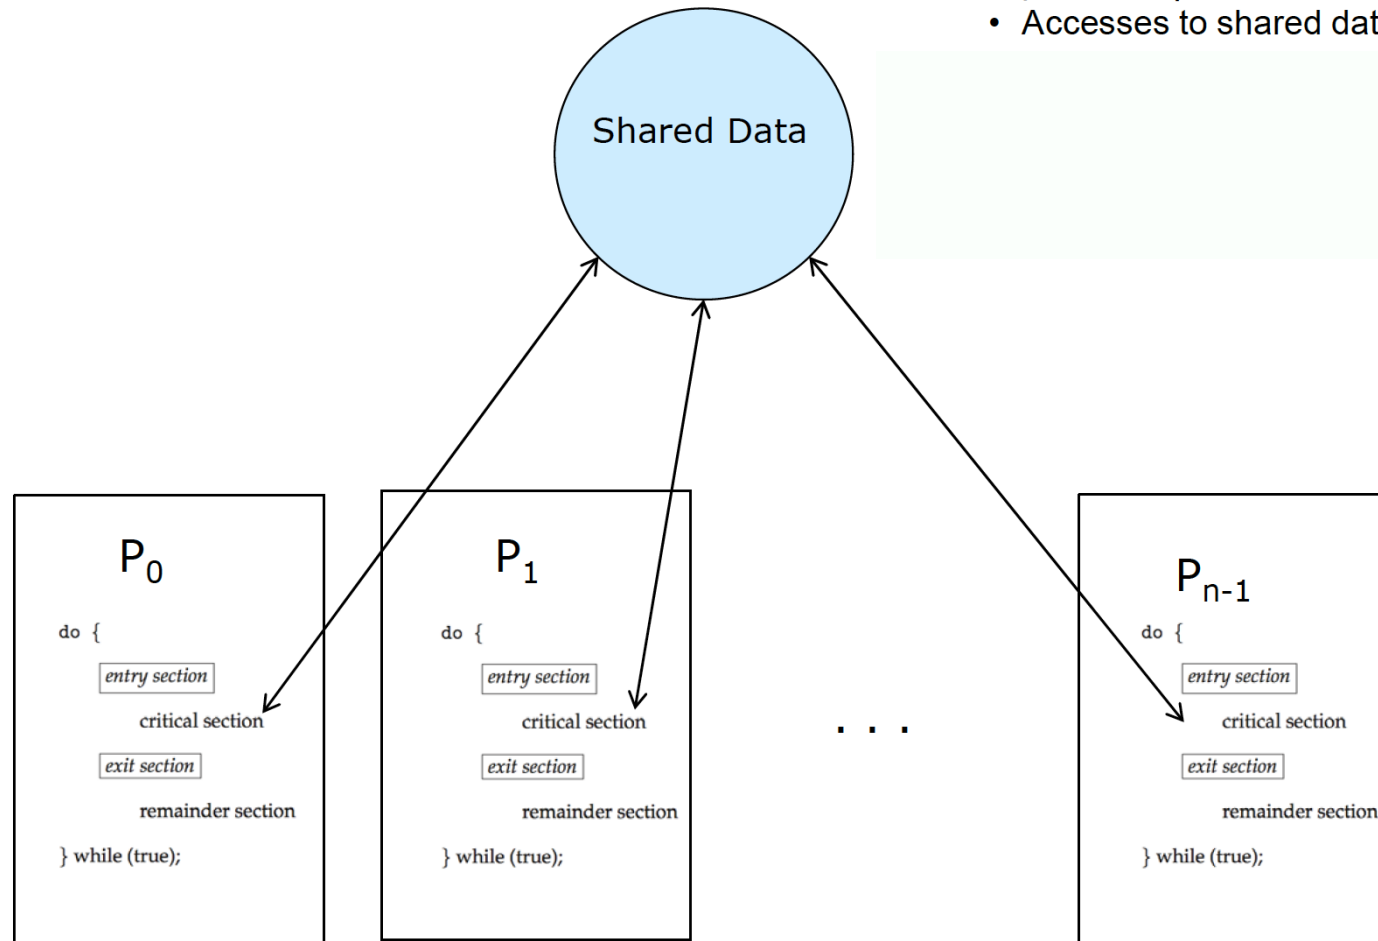 • Accesses to shared dat
Shared Data
P0
do {
entry section
critical section
exit section
remainder section
} while (true);
P1
do {
entry section
critical section
exit section
remainder section
} while (true);
. . .
Pn-1
do {
entry section
critical section
exit section
remainder section
} while (true);